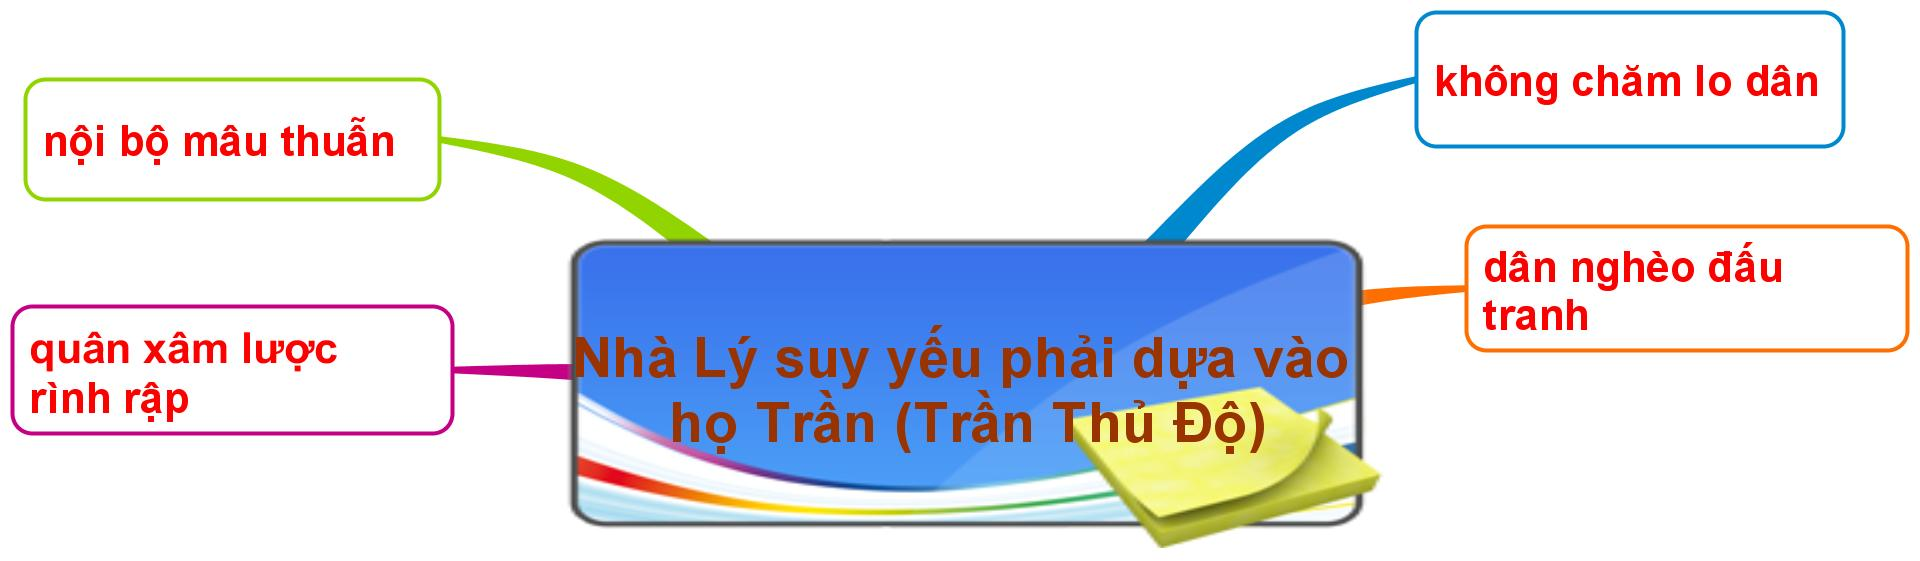 nội bộ mâu thuẫn
quân xâm lược
rình rập
Nhà Lý suy yếu phải dựa vào
họ Trần (Trần Thủ Độ)
không chăm lo dân
dân nghèo đấu
tranh